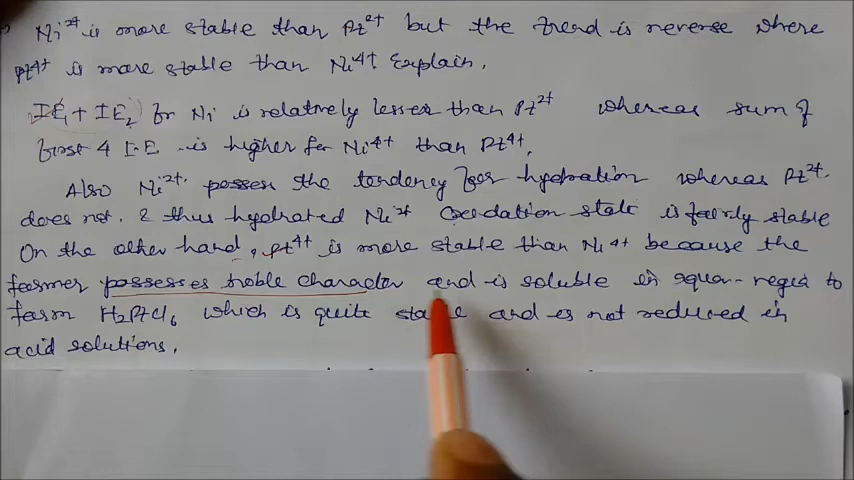 Ni2+ is more stable than Pt2+ but the trend is reverse where
Pt4+ is more stable than Ni4+ Explain.
IE1 + IE2 for Ni is relatively lesser than Pt2+ whereas sum of
first 4 I.E. is higher for Ni4+ than Pt4+.
Also Ni2+ posses the tendency for hydration whereas Pt2+
does not. & thus hydrated Ni2+ Oxidation state is fairly stable
On the other hand, Pt4+ is more stable than Ni4+ because the
former possesses noble character and is soluble in aqua-regia to
form H2PtCl6 which is quite stable and is not reduced in
acid solutions.